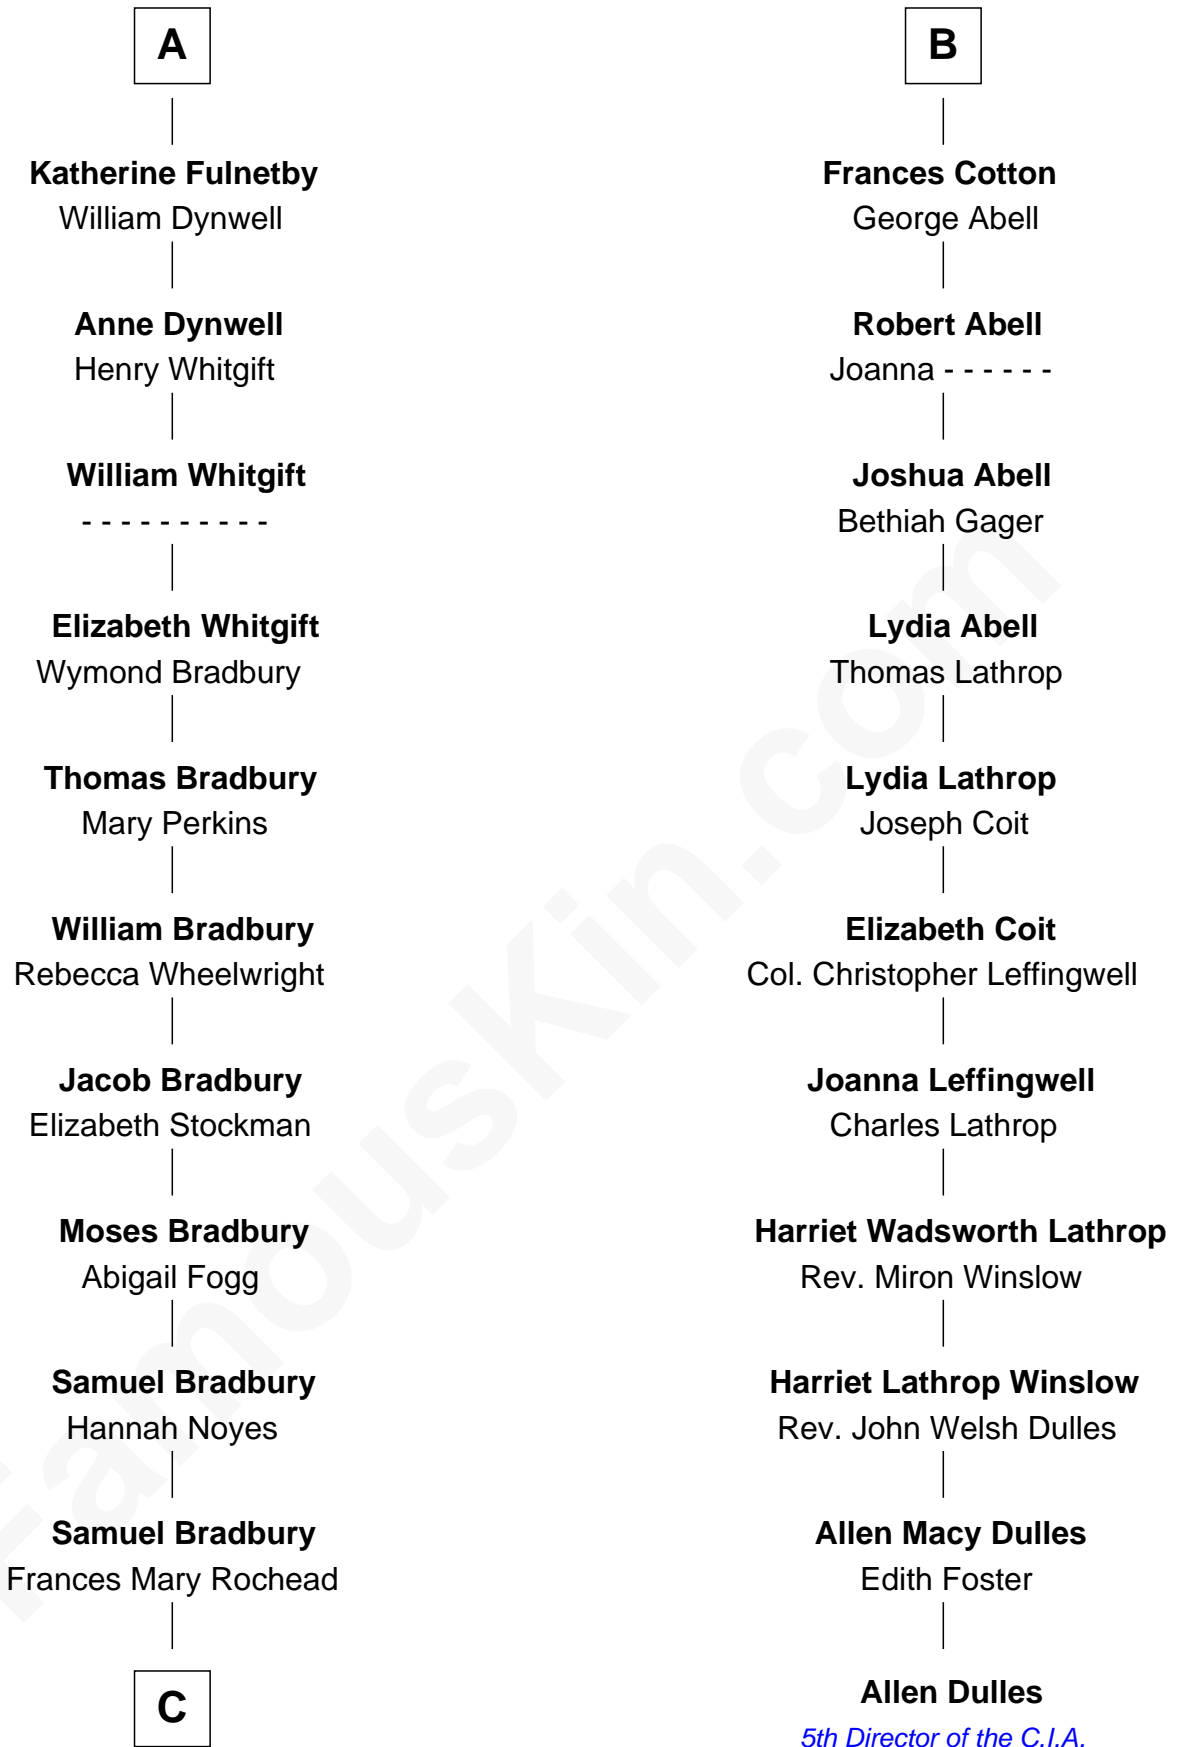 A
Katherine Fulnetby
William Dynwell
Anne Dynwell
Henry Whitgift
William Whitgift
- - - - - - - - - -
Elizabeth Whitgift
Wymond Bradbury
Thomas Bradbury
Mary Perkins
William Bradbury
Rebecca Wheelwright
Jacob Bradbury
Elizabeth Stockman
Moses Bradbury
Abigail Fogg
Samuel Bradbury
Hannah Noyes
Samuel Bradbury
Frances Mary Rochead
C
B
Frances Cotton
George Abell
Robert Abell
Joanna - - - - - -
Joshua Abell
Bethiah Gager
Lydia Abell
Thomas Lathrop
Lydia Lathrop
Joseph Coit
Elizabeth Coit
Col. Christopher Leffingwell
Joanna Leffingwell
Charles Lathrop
Harriet Wadsworth Lathrop
Rev. Miron Winslow
Harriet Lathrop Winslow
Rev. John Welsh Dulles
Allen Macy Dulles
Edith Foster
Allen Dulles
5th Director of the C.I.A.
FamousKin.com